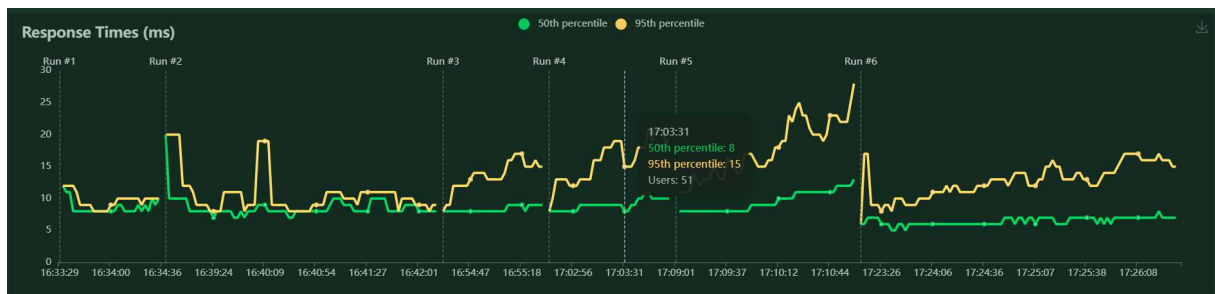 50th percentile 95th percentile
Response Times (ms)
Run #1 Run #2 Run #3 Run #4 Run #5 Run #6
30
25
20
15
10
5
0
17:03:31
50th percentile: 8
95th percentile: 15
Users: 51
16:33:29 16:34:00 16:34:36 16:39:24 16:40:09 16:40:54 16:41:27 16:42:01 16:54:47 16:55:18 17:02:56 17:03:31 17:09:01 17:09:37 17:10:12 17:10:44 17:23:26 17:24:06 17:24:36 17:25:07 17:25:38 17:26:08